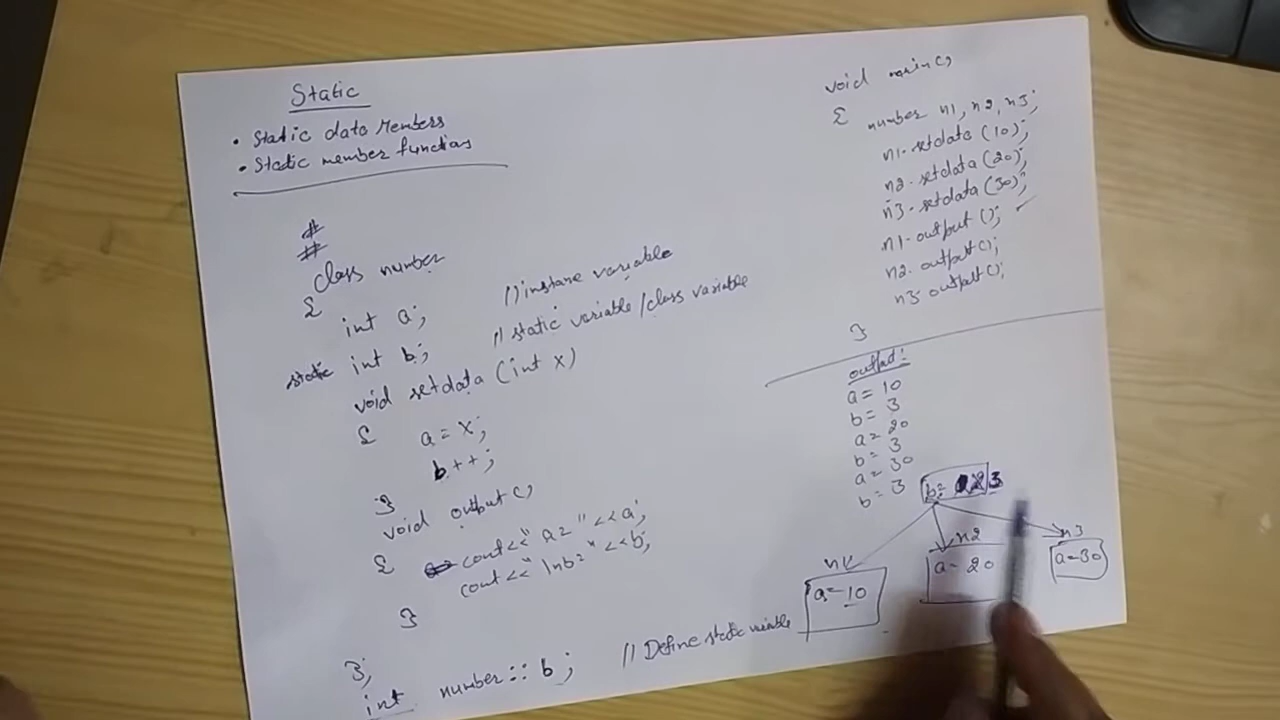 Static
• Static data Members
• Static member functions
#
#
class number
{
int a; // instane variable
static int b; // static variable / class variable
void setdata (int x)
{ a = x;
b++;
}
void output()
{ cout<<"a="<<a;
cout<<"\nb="<<b;
}
};
int number :: b; // Define static variable
void main()
{ number n1, n2, n3;
n1.setdata (10);
n2.setdata (20);
n3.setdata (30);
n1.output ();
n2.output();
n3.output();
}
output:
a = 10
b = 3
a = 20
b = 3
a = 30
b = 3
b= 3
n1
a=10
n2
a=20
n3
a=30